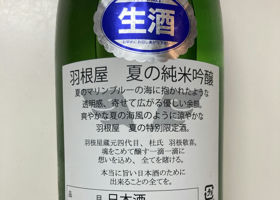 生酒
羽根屋 夏の純米吟醸
夏のマリンブルーの海に抱かれたような
透明感、寄せて広がる優しい余韻。
爽やかな夏の海風のように涼やかな
羽根屋 夏の特別限定酒。
羽根屋蔵元四代目、杜氏 羽根敬喜。
魂をこめて醸す一滴一滴に
想いを込め、全てを賭ける。
本当に旨い日本酒のために
出来ることの全てを。
品目 日本酒